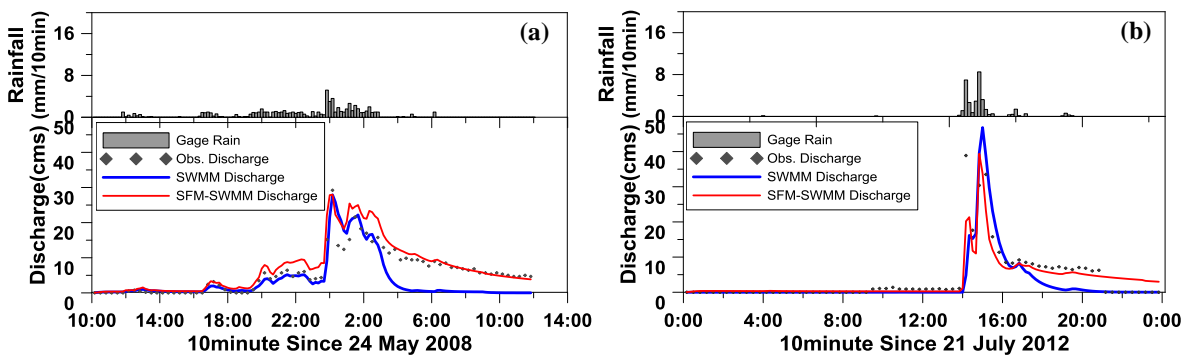 Rainfall
(mm/10min)
16
8
0
(a)
Discharge(cms)
50
40
30
20
10
0
Gage Rain
Obs. Discharge
SWMM Discharge
SFM-SWMM Discharge
10:00 14:00 18:00 22:00 2:00 6:00 10:00 14:00
10minute Since 24 May 2008
Rainfall
(mm/10min)
16
8
0
(b)
Discharge(cms)
50
40
30
20
10
0
Gage Rain
Obs. Discharge
SWMM Discharge
SFM-SWMM Discharge
0:00 4:00 8:00 12:00 16:00 20:00 0:00
10minute Since 21 July 2012